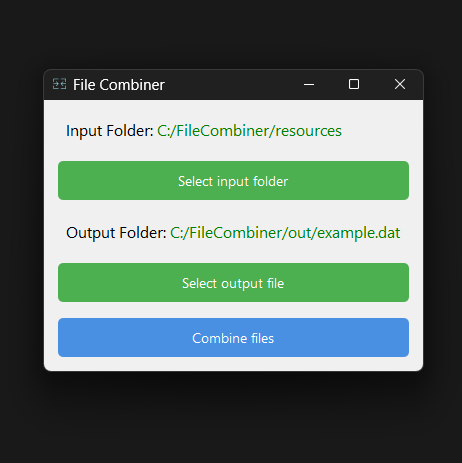 File Combiner
Input Folder: C:/FileCombiner/resources
Select input folder
Output Folder: C:/FileCombiner/out/example.dat
Select output file
Combine files